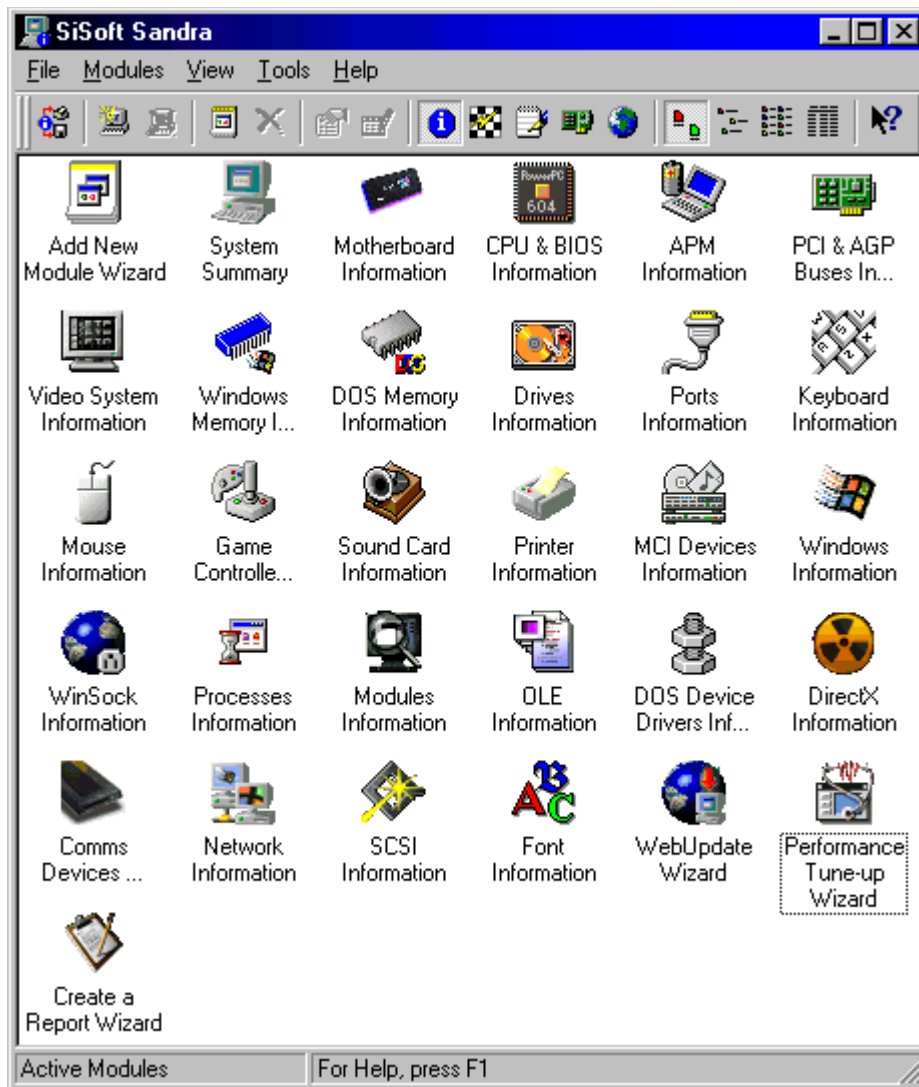 SiSoft Sandra
File Modules View Tools Help
Add New
Module Wizard
System
Summary
Motherboard
Information
PowerPC
604
CPU & BIOS
Information
APM
Information
PCI & AGP
Buses In...
Video System
Information
Windows
Memory I...
DOS Memory
Information
Drives
Information
Ports
Information
Keyboard
Information
Mouse
Information
Game
Controlle...
Sound Card
Information
Printer
Information
MCI Devices
Information
Windows
Information
WinSock
Information
Processes
Information
Modules
Information
OLE
Information
DOS Device
Drivers Inf...
DirectX
Information
Comms
Devices ...
Network
Information
SCSI
Information
ABC
Font
Information
WebUpdate
Wizard
Performance
Tune-up
Wizard
Create a
Report Wizard
Active Modules
For Help, press F1